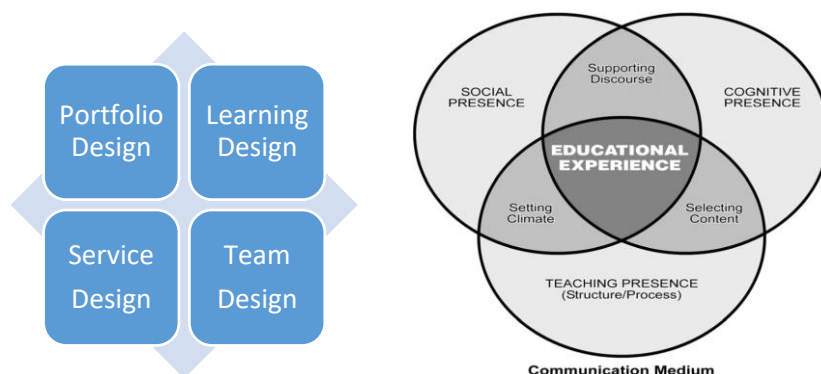 Portfolio
Design
Learning
Design
Service
Design
Team
Design
Supporting
Discourse
SOCIAL
PRESENCE
COGNITIVE
PRESENCE
EDUCATIONAL
EXPERIENCE
Setting
Climate
Selecting
Content
TEACHING PRESENCE
(Structure/Process)
Communication Medium